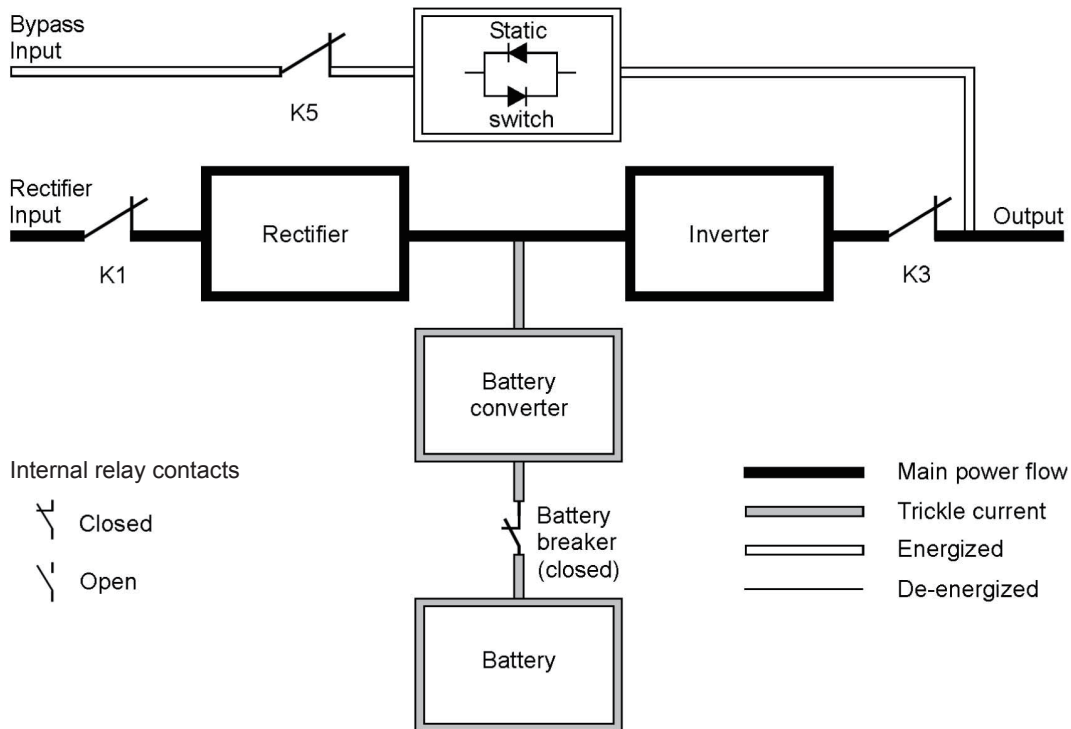 Bypass
Input
Static
switch
K5
Rectifier
Input
K1
Rectifier
Inverter
K3
Output
Battery
converter
Internal relay contacts
Closed
Open
Battery
breaker
(closed)
Battery
Main power flow
Trickle current
Energized
De-energized